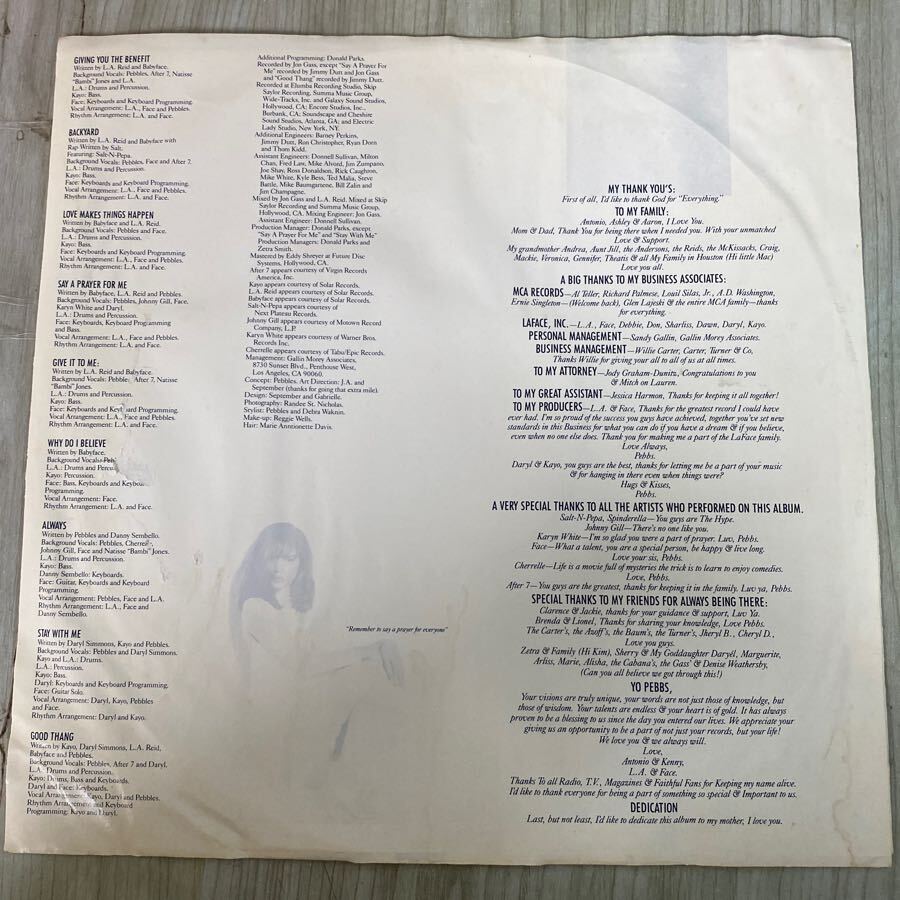 GIVING YOU THE BENEFIT
Written by L.A. Reid and Babyface.
Background Vocals: Pebbles, After 7, Natisse
"Bambi" Jones and L.A.
L.A.: Drums and Percussion.
Kayo: Bass.
Face: Keyboards and Keyboard Programming.
Vocal Arrangement: L.A., Face and Pebbles.
Rhythm Arrangement: L.A. and Face.
BACKYARD
Written by L.A. Reid and Babyface with
Rap Written by Salt.
Featuring: Salt-N-Pepa.
Background Vocals: Pebbles, Face and After 7.
L.A.: Drums and Percussion.
Kayo: Bass.
Face: Keyboards and Keyboard Programming.
Vocal Arrangement: L.A., Face and Pebbles.
Rhythm Arrangement: L.A. and Face.
LOVE MAKES THINGS HAPPEN
Written by Babyface and L.A. Reid.
Background Vocals: Pebbles and Face.
L.A.: Drums and Percussion.
Kayo: Bass.
Face: Keyboards and Keyboard Programming.
Vocal Arrangement: L.A., Face and Pebbles.
Rhythm Arrangement: L.A. and Face.
SAY A PRAYER FOR ME
Written by L.A. Reid, Babyface and Pebbles.
Background Vocals: Pebbles, Johnny Gill, Face,
Karyn White and Daryl.
L.A.: Drums and Percussion.
Face: Keyboards, Keyboard Programming
and Bass.
Vocal Arrangement: L.A., Face and Pebbles.
Rhythm Arrangement: L.A. and Face.
GIVE IT TO ME:
Written by L.A. Reid and Babyface.
Background Vocals: Pebbles, After 7, Natisse
"Bambi" Jones.
L.A.: Drums and Percussion.
Kayo: Bass.
Face: Keyboards and Keyboard Programming.
Vocal Arrangement: L.A., Face and Pebbles.
Rhythm Arrangement: L.A. and Face.
WHY DO I BELIEVE
Written by Babyface.
Background Vocals:
L.A.: Drums and
Kayo: Percussion.
Face: Bass, Keyboards and
Programming.
Vocal Arrangement: Face.
Rhythm Arrangement: L.A. and Face.
ALWAYS
Written by Pebbles and Danny Sembello.
Background Vocals: Pebbles,
Johnny Gill, Face and Natisse "Bambi" Jones.
L.A.: Drums and Percussion.
Kayo: Bass.
Danny Sembello: Keyboards.
Face: Guitar, Keyboards and Keyboard
Programming.
Vocal Arrangement: Pebbles, Face and L.A.
Rhythm Arrangement: L.A., Face and
Danny Sembello.
STAY WITH ME
Written by Daryl Simmons, Kayo and Pebbles.
Background Vocals: Pebbles and Daryl Simmons.
Kayo and L.A.: Drums.
L.A.: Percussion.
Kayo: Bass.
Daryl: Keyboards and Keyboard Programming.
Face: Guitar Solo.
Vocal Arrangement: Daryl, Kayo, Pebbles
and Face.
Rhythm Arrangement: Daryl and Kayo.
GOOD THANG
Written by Kayo, Daryl Simmons, L.A. Reid,
Babyface and Pebbles.
Background Vocals: Pebbles, After 7 and Daryl.
L.A.: Drums and Percussion.
Kayo: Drums, Bass and Keyboards.
Daryl and Face: Keyboards.
Vocal Arrangement: Kayo, Daryl and Pebbles.
Rhythm Arrangement and Keyboard
Programming: Kayo and Daryl.
Additional Programming: Donald Parks.
Recorded by Jon Gass, except "Say A Prayer For
Me" recorded by Jimmy Dutt and Jon Gass
and "Good Thang" recorded by Jimmy Dutt.
Recorded at Elumba Recording Studio, Skip
Saylor Recording, Summa Music Group,
Wide-Tracks, Inc. and Galaxy Sound Studios,
Hollywood, CA; Encore Studios, Inc.,
Burbank, CA; Soundscape and Cheshire
Sound Studios, Atlanta, GA; and Electric
Lady Studio, New York, NY.
Additional Engineers: Barney Perkins,
Jimmy Dutt, Ron Christopher, Ryan Dorn
and Thom Kidd.
Assistant Engineers: Donnell Sullivan, Milton
Chan, Fred Law, Mike Alvord, Jim Zumpano,
Joe Shay, Ross Donaldson, Rick Caughron,
Mike White, Kyle Bess, Ted Malia, Steve
Battle, Mike Baumgartner, Bill Zalin and
Jim Champagne.
Mixed by Jon Gass and L.A. Reid. Mixed at Skip
Saylor Recording and Summa Music Group,
Hollywood, CA. Mixing Engineer: Jon Gass.
Assistant Engineer: Donnell Sullivan.
Production Manager: Donald Parks, except
"Say A Prayer For Me" and "Stay With Me"
Production Managers: Donald Parks and
Zetra Smith.
Mastered by Eddy Shreyer at Future Disc
Systems, Hollywood, CA.
After 7 appears courtesy of Virgin Records
America, Inc.
Kayo appears courtesy of Solar Records.
L.A. Reid appears courtesy of Solar Records.
Babyface appears courtesy of Solar Records.
Salt-N-Pepa appears courtesy of
Next Plateau Records.
Johnny Gill appears courtesy of Motown Record
Company, L.P.
Karyn White appears courtesy of Warner Bros.
Records Inc.
Cherrelle appears courtesy of Tabu/Epic Records.
Management: Gallin Morey Associates,
8730 Sunset Blvd., Penthouse West,
Los Angeles, CA 90060.
Concept: Pebbles. Art Direction: J.A. and
September (thanks for going that extra mile).
Design: September and Gabrielle.
Photography: Randee St. Nicholas.
Stylist: Pebbles and Debra Waknin.
Make-up: Reggie Wells.
Hair: Marie Anntionette Davis.
"Remember to say a prayer for everyone"
MY THANK YOU'S:
First of all, I'd like to thank God for "Everything."
TO MY FAMILY:
Antonio, Ashley & Aaron, I Love You.
Mom & Dad, Thank You for being there when I needed you. With your unmatched
Love & Support.
My grandmother Andrea, Aunt Jill, the Andersons, the Reids, the McKissacks, Craig,
Mackie, Veronica, Gennifer, Theatis & all My Family in Houston (Hi little Mac)
Love you all.
A BIG THANKS TO MY BUSINESS ASSOCIATES:
MCA RECORDS—Al Teller, Richard Palmese, Louil Silas, Jr., A.D. Washington,
Ernie Singleton—(Welcome back), Glen Lajeski & the entire MCA family—thanks
for everything.
LAFACE, INC.—L.A., Face, Debbie, Don, Sharliss, Dawn, Daryl, Kayo.
PERSONAL MANAGEMENT—Sandy Gallin, Gallin Morey Associates.
BUSINESS MANAGEMENT—Willie Carter, Carter, Turner & Co,
Thanks Willie for giving your all to all of us at all times.
TO MY ATTORNEY—Jody Graham-Dunitz, Congratulations to you
& Mitch on Lauren.
TO MY GREAT ASSISTANT—Jessica Harmon, Thanks for keeping it all together!
TO MY PRODUCERS—L.A. & Face, Thanks for the greatest record I could have
ever had. I'm so proud of the success you guys have achieved, together you've set new
standards in this Business for what you can do if you have a dream & if you believe,
even when no one else does. Thank you for making me a part of the LaFace family.
Love Always,
Pebbs.
Daryl & Kayo, you guys are the best, thanks for letting me be a part of your music
& for hanging in there even when things were?
Hugs & Kisses,
Pebbs.
A VERY SPECIAL THANKS TO ALL THE ARTISTS WHO PERFORMED ON THIS ALBUM.
Salt-N-Pepa, Spinderella—You guys are The Hype.
Johnny Gill—There's no one like you.
Karyn White—I'm so glad you were a part of prayer. Luv, Pebbs.
Face—What a talent, you are a special person, be happy & live long.
Love your sis, Pebbs.
Cherrelle—Life is a movie full of mysteries the trick is to learn to enjoy comedies.
Love, Pebbs.
After 7—You guys are the greatest, thanks for keeping it in the family. Luv ya, Pebbs.
SPECIAL THANKS TO MY FRIENDS FOR ALWAYS BEING THERE:
Clarence & Jackie, thanks for your guidance & support, Luv Ya.
Brenda & Lionel, Thanks for sharing your knowledge, Love Pebbs.
The Carter's, the Azoff's, the Baum's, the Turner's, Jheryl B., Cheryl D.,
Love you guys.
Zetra & Family (Hi Kim), Sherry & My Goddaughter Daryél, Marguerite,
Arliss, Marie, Alisha, the Cabana's, the Gass' & Denise Weathersby,
(Can you all believe we got through this!)
YO PEBBS,
Your visions are truly unique, your words are not just those of knowledge, but
those of wisdom. Your talents are endless & your heart is of gold. It has always
proven to be a blessing to us since the day you entered our lives. We appreciate your
giving us an opportunity to be a part of not just your records, but your life!
We love you & we always will.
Love,
Antonio & Kenny,
L.A. & Face.
Thanks To all Radio, T.V., Magazines & Faithful Fans for Keeping my name alive.
I'd like to thank everyone for being a part of something so special & Important to us.
DEDICATION
Last, but not least, I'd like to dedicate this album to my mother, I love you.